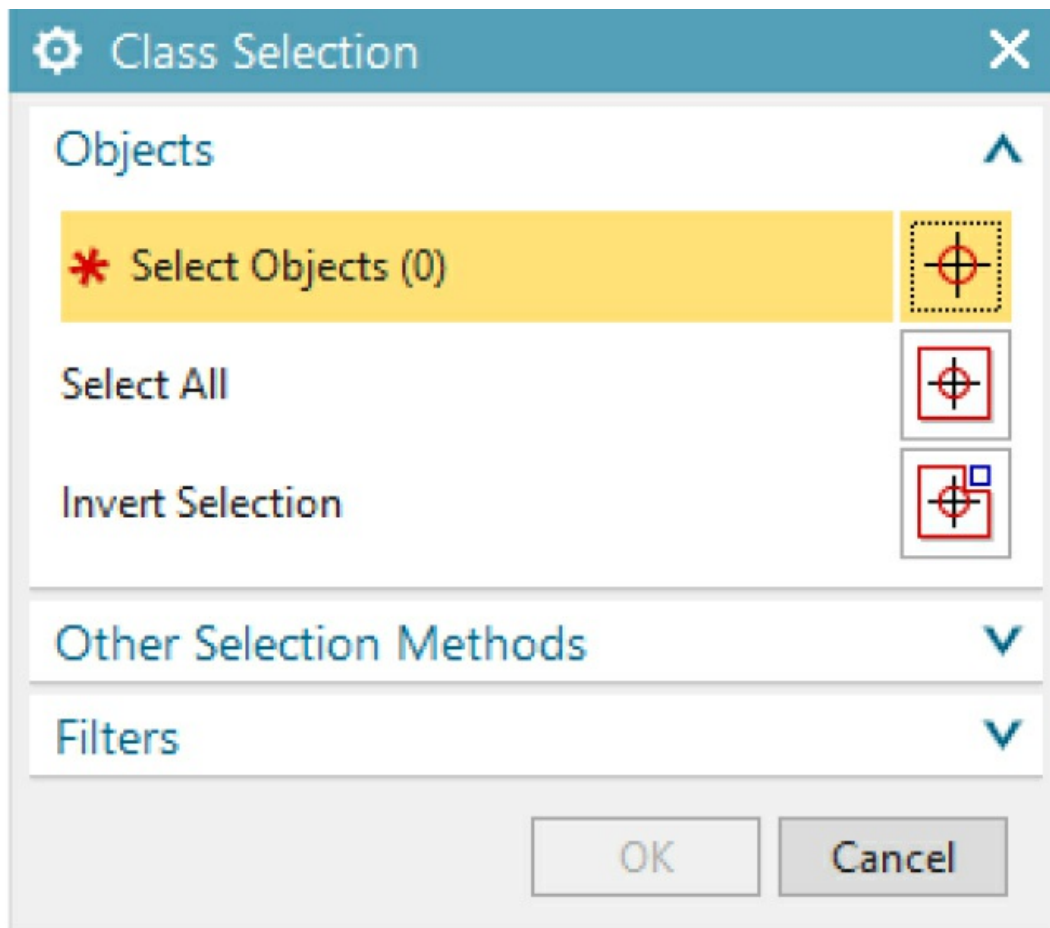 Class Selection
Objects
* Select Objects (0)
Select All
Invert Selection
Other Selection Methods
Filters
OK
Cancel